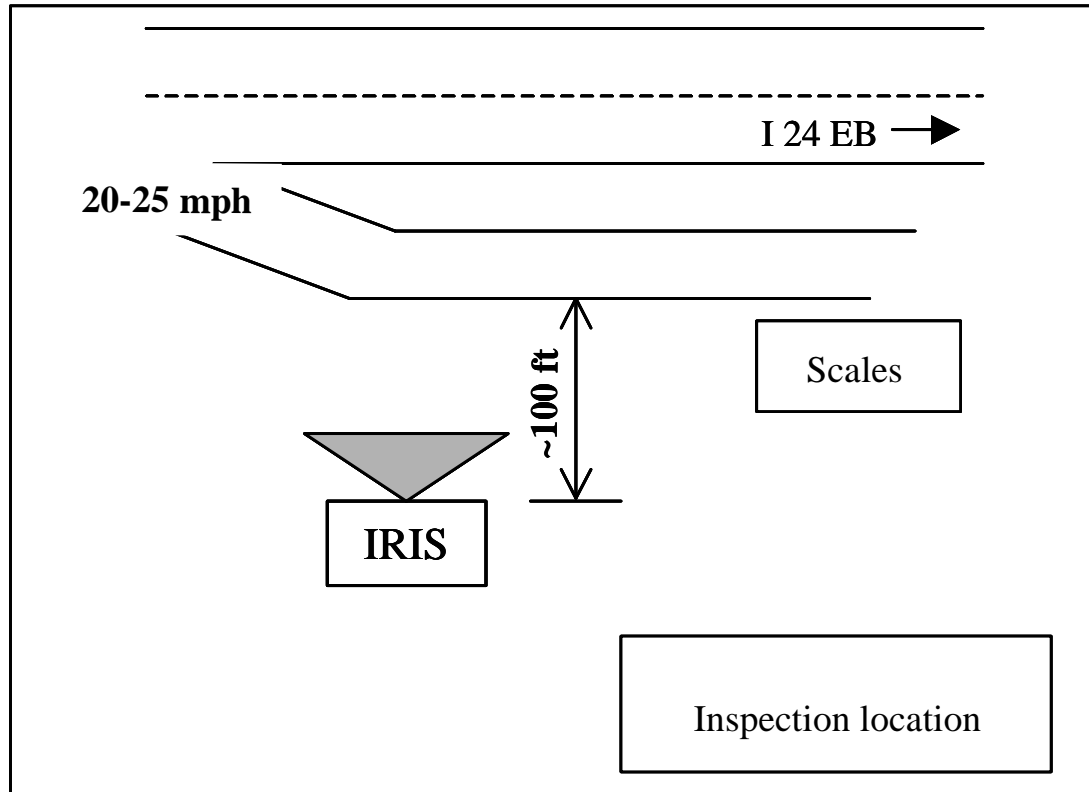 I 24 EB
20-25 mph
~100 ft
Scales
IRIS
Inspection location